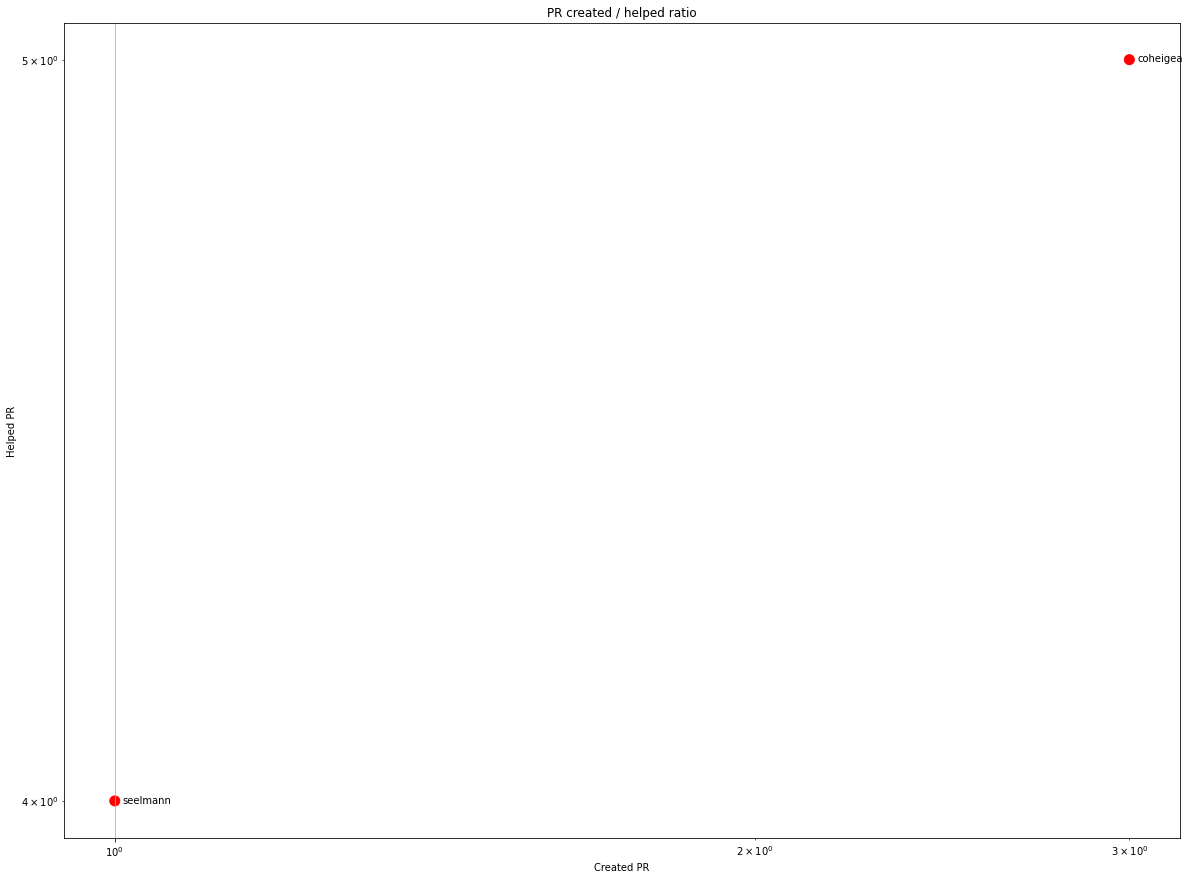 PR created / helped ratio
5 × 10⁰
coheigea
Helped PR
4 × 10⁰
seelmann
10⁰
2 × 10⁰
3 × 10⁰
Created PR